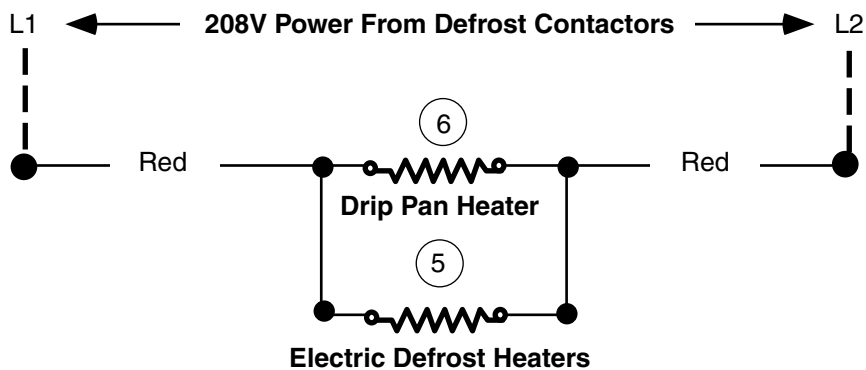 L1 208V Power From Defrost Contactors L2
6
Red Red
Drip Pan Heater
5
Electric Defrost Heaters